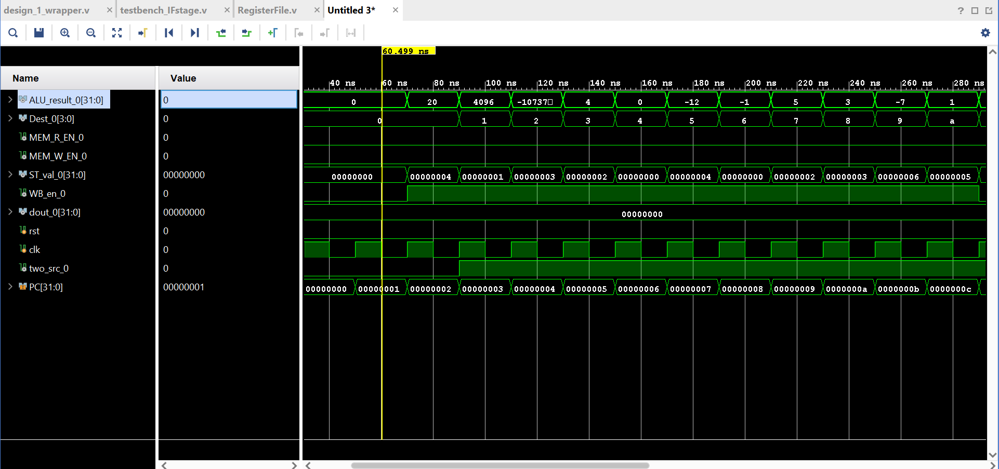 design_1_wrapper.v × testbench_IFstage.v × RegisterFile.v × Untitled 3* × ?
60.499 ns
Name Value
40 ns 60 ns 80 ns 100 ns 120 ns 140 ns 160 ns 180 ns 200 ns 220 ns 240 ns 260 ns 280 ns
ALU_result_0[31:0] 0 0 20 4096 -10737□ 4 0 -12 -1 5 3 -7 1
Dest_0[3:0] 0 0 1 2 3 4 5 6 7 8 9 a
MEM_R_EN_0 0
MEM_W_EN_0 0
ST_val_0[31:0] 00000000 00000000 00000004 00000001 00000003 00000002 00000000 00000004 00000000 00000002 00000003 00000006 00000005
WB_en_0 0
dout_0[31:0] 00000000 00000000
rst 0
clk 0
two_src_0 0
PC[31:0] 00000001 00000000 00000001 00000002 00000003 00000004 00000005 00000006 00000007 00000008 00000009 0000000a 0000000b 0000000c